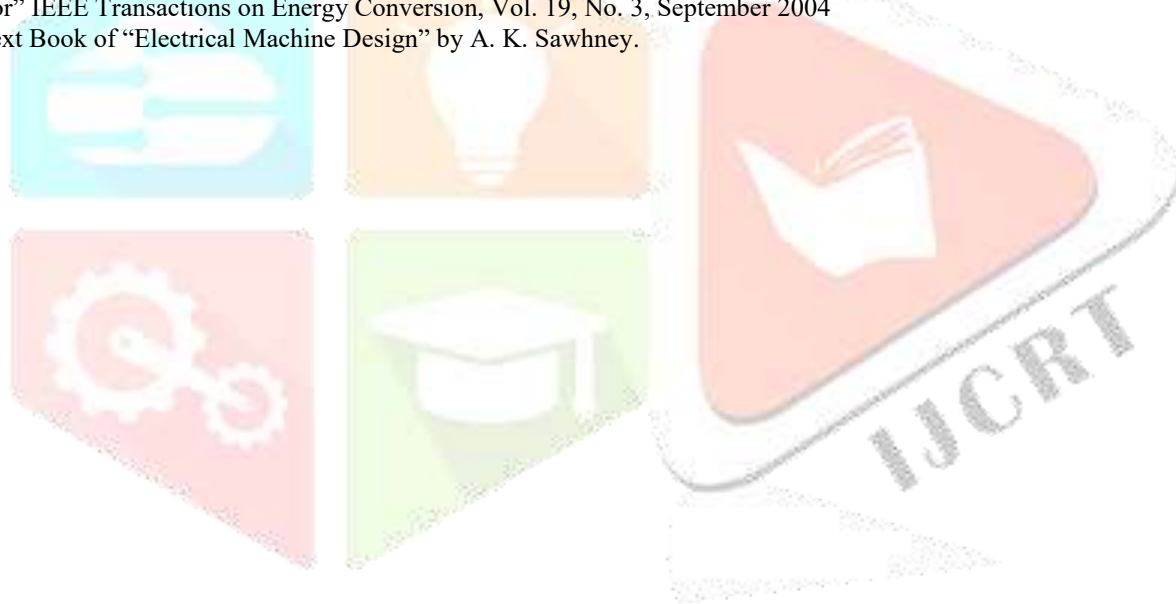 or” IEEE Transactions on Energy Conversion, Vol. 19, No. 3, September 2004
ext Book of “Electrical Machine Design” by A. K. Sawhney.
IJCRT